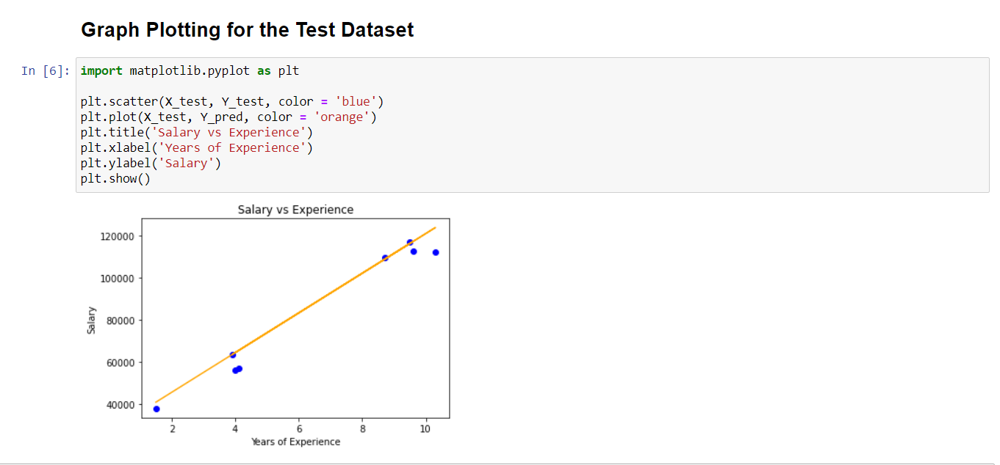 Graph Plotting for the Test Dataset
In [6]:
import matplotlib.pyplot as plt
plt.scatter(X_test, Y_test, color = 'blue')
plt.plot(X_test, Y_pred, color = 'orange')
plt.title('Salary vs Experience')
plt.xlabel('Years of Experience')
plt.ylabel('Salary')
plt.show()
Salary vs Experience
120000
100000
80000
60000
40000
Salary
2 4 6 8 10
Years of Experience